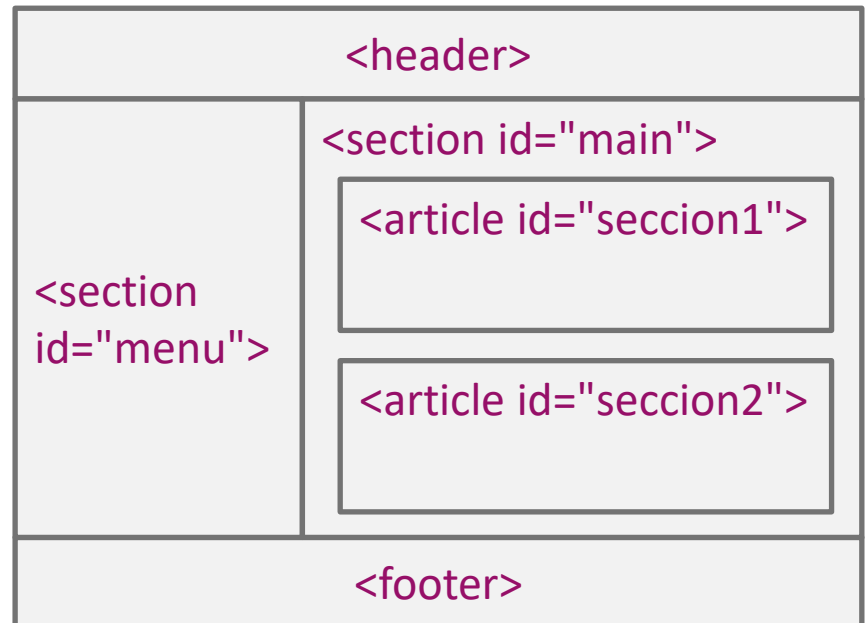 <header>
<section
id="menu">
<section id="main">
<article id="seccion1">
<article id="seccion2">
<footer>